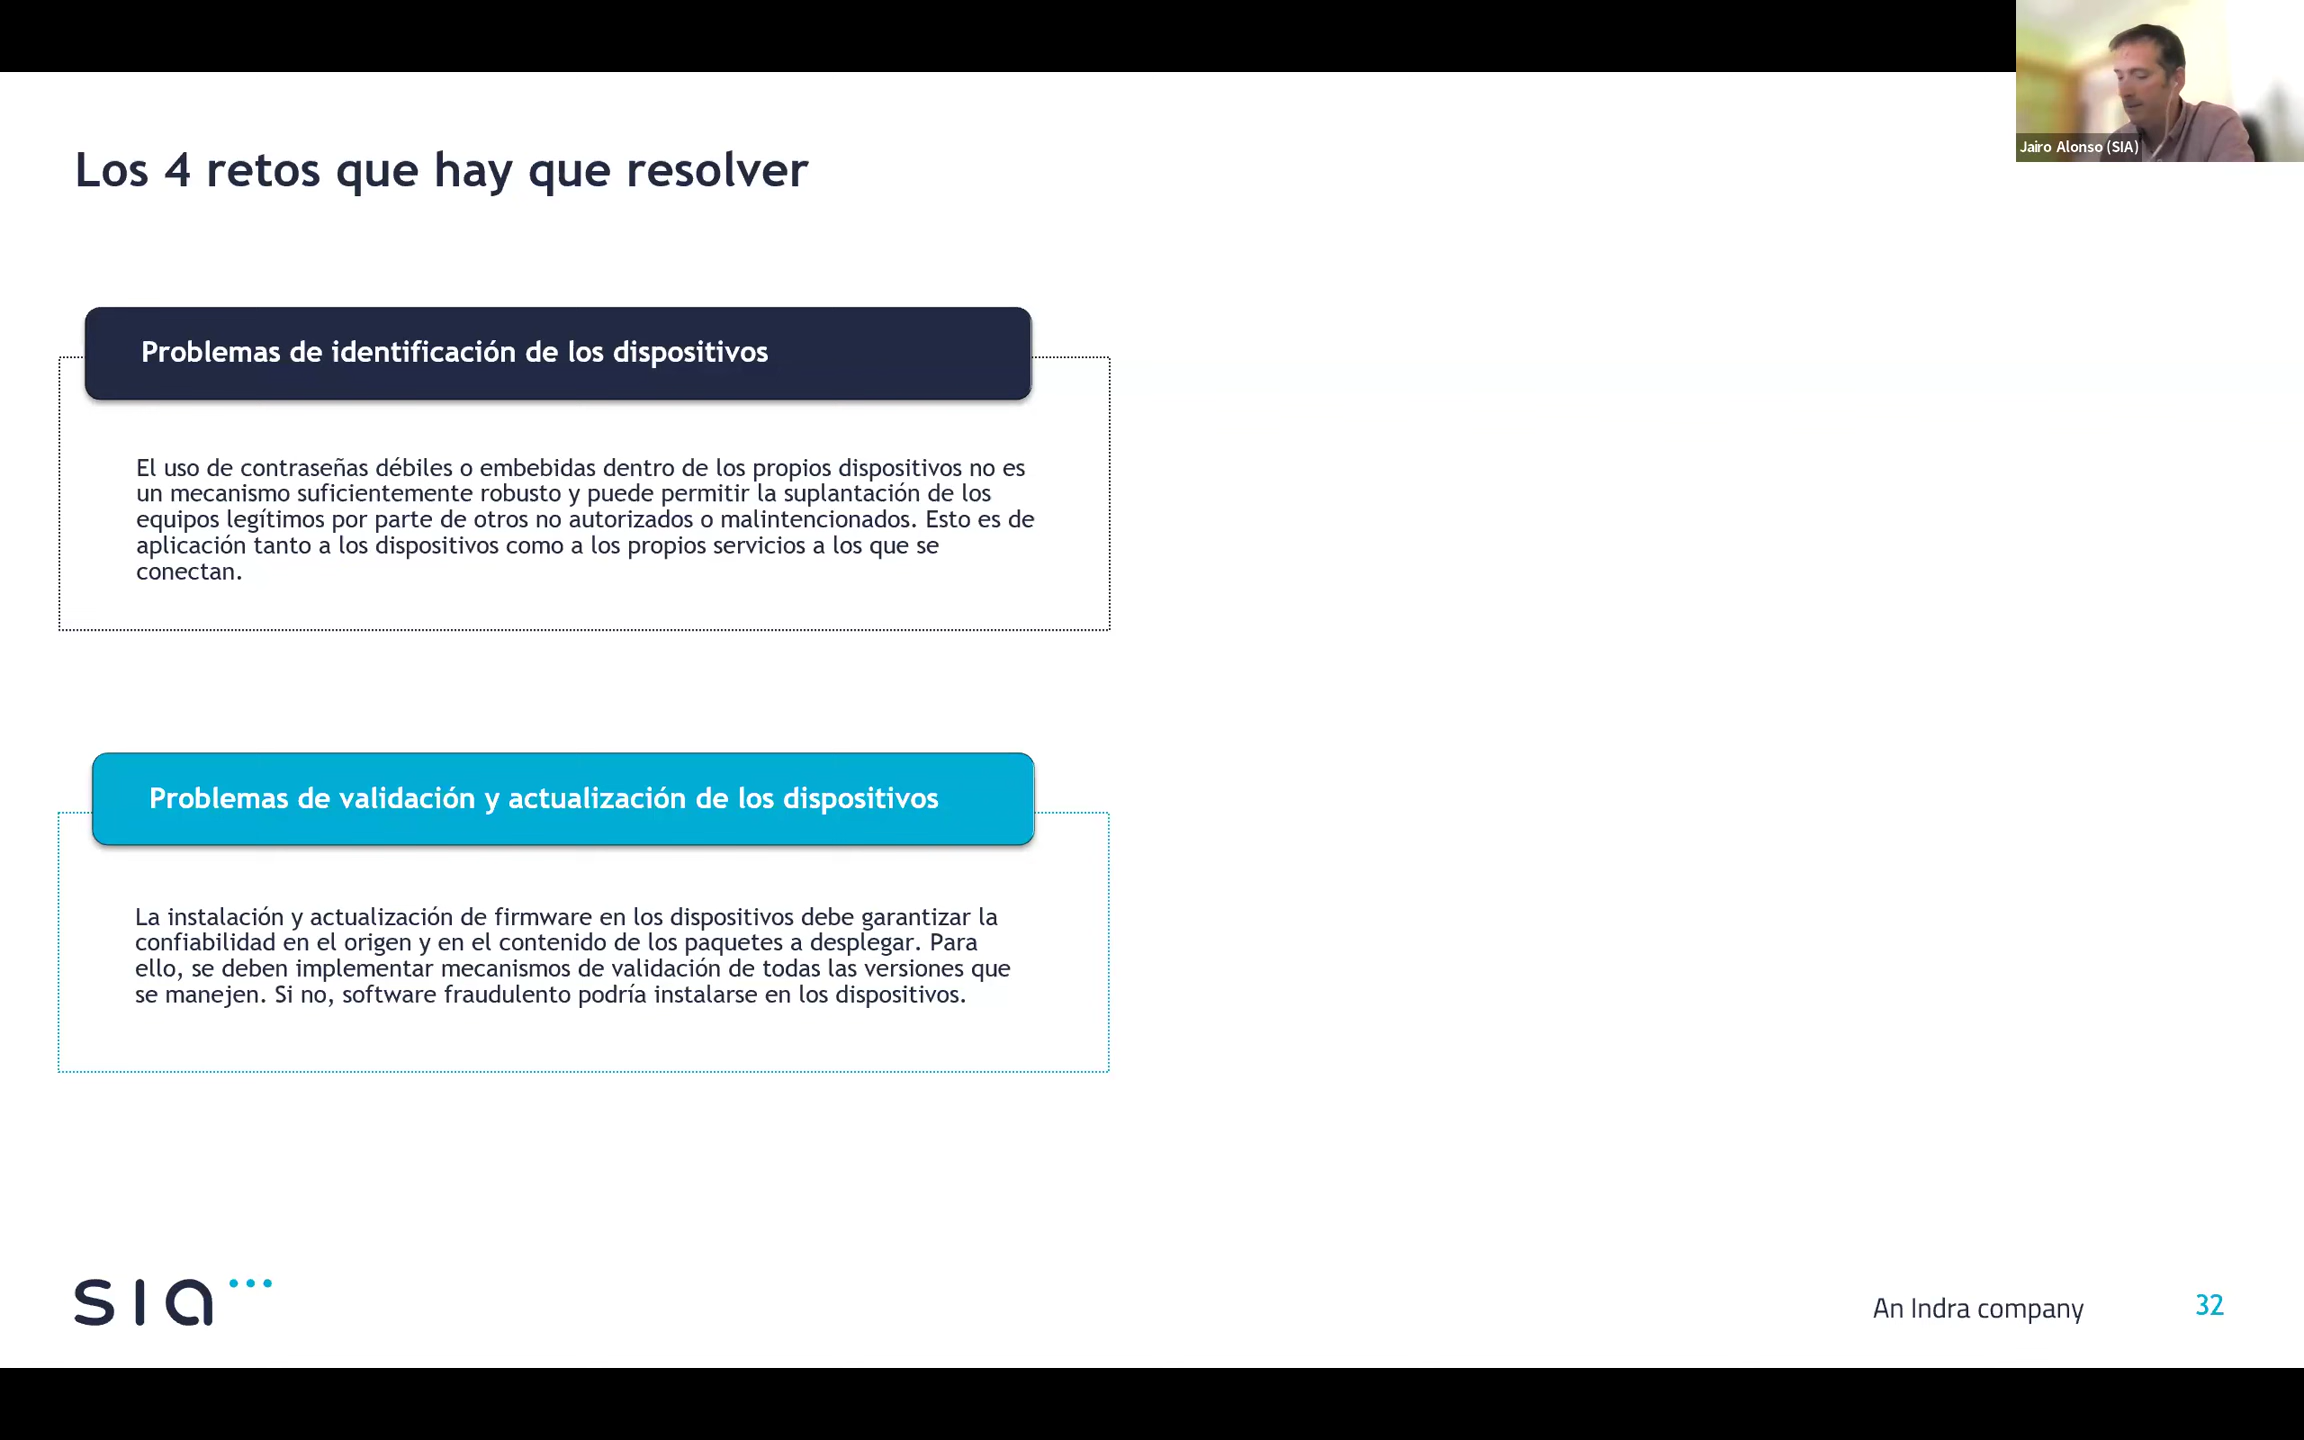 Jairo Alonso (SIA)
Los 4 retos que hay que resolver
Problemas de identificación de los dispositivos
El uso de contraseñas débiles o embebidas dentro de los propios dispositivos no es
un mecanismo suficientemente robusto y puede permitir la suplantación de los
equipos legítimos por parte de otros no autorizados o malintencionados. Esto es de
aplicación tanto a los dispositivos como a los propios servicios a los que se
conectan.
Problemas de validación y actualización de los dispositivos
La instalación y actualización de firmware en los dispositivos debe garantizar la
confiabilidad en el origen y en el contenido de los paquetes a desplegar. Para
ello, se deben implementar mecanismos de validación de todas las versiones que
se manejen. Si no, software fraudulento podría instalarse en los dispositivos.
sia
An Indra company
32